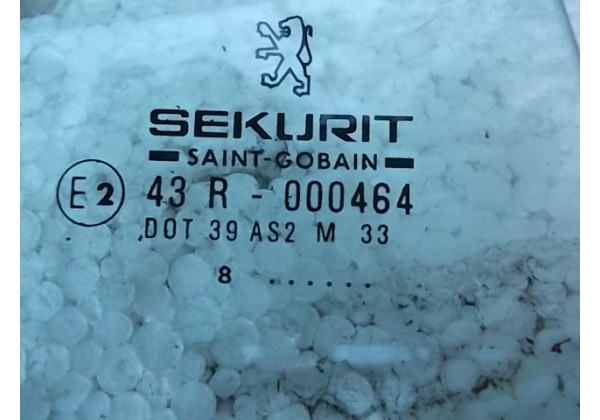 SEKURIT
SAINT-GOBAIN
E2 43 R - 000464
DOT 39 AS2 M 33
8 ......